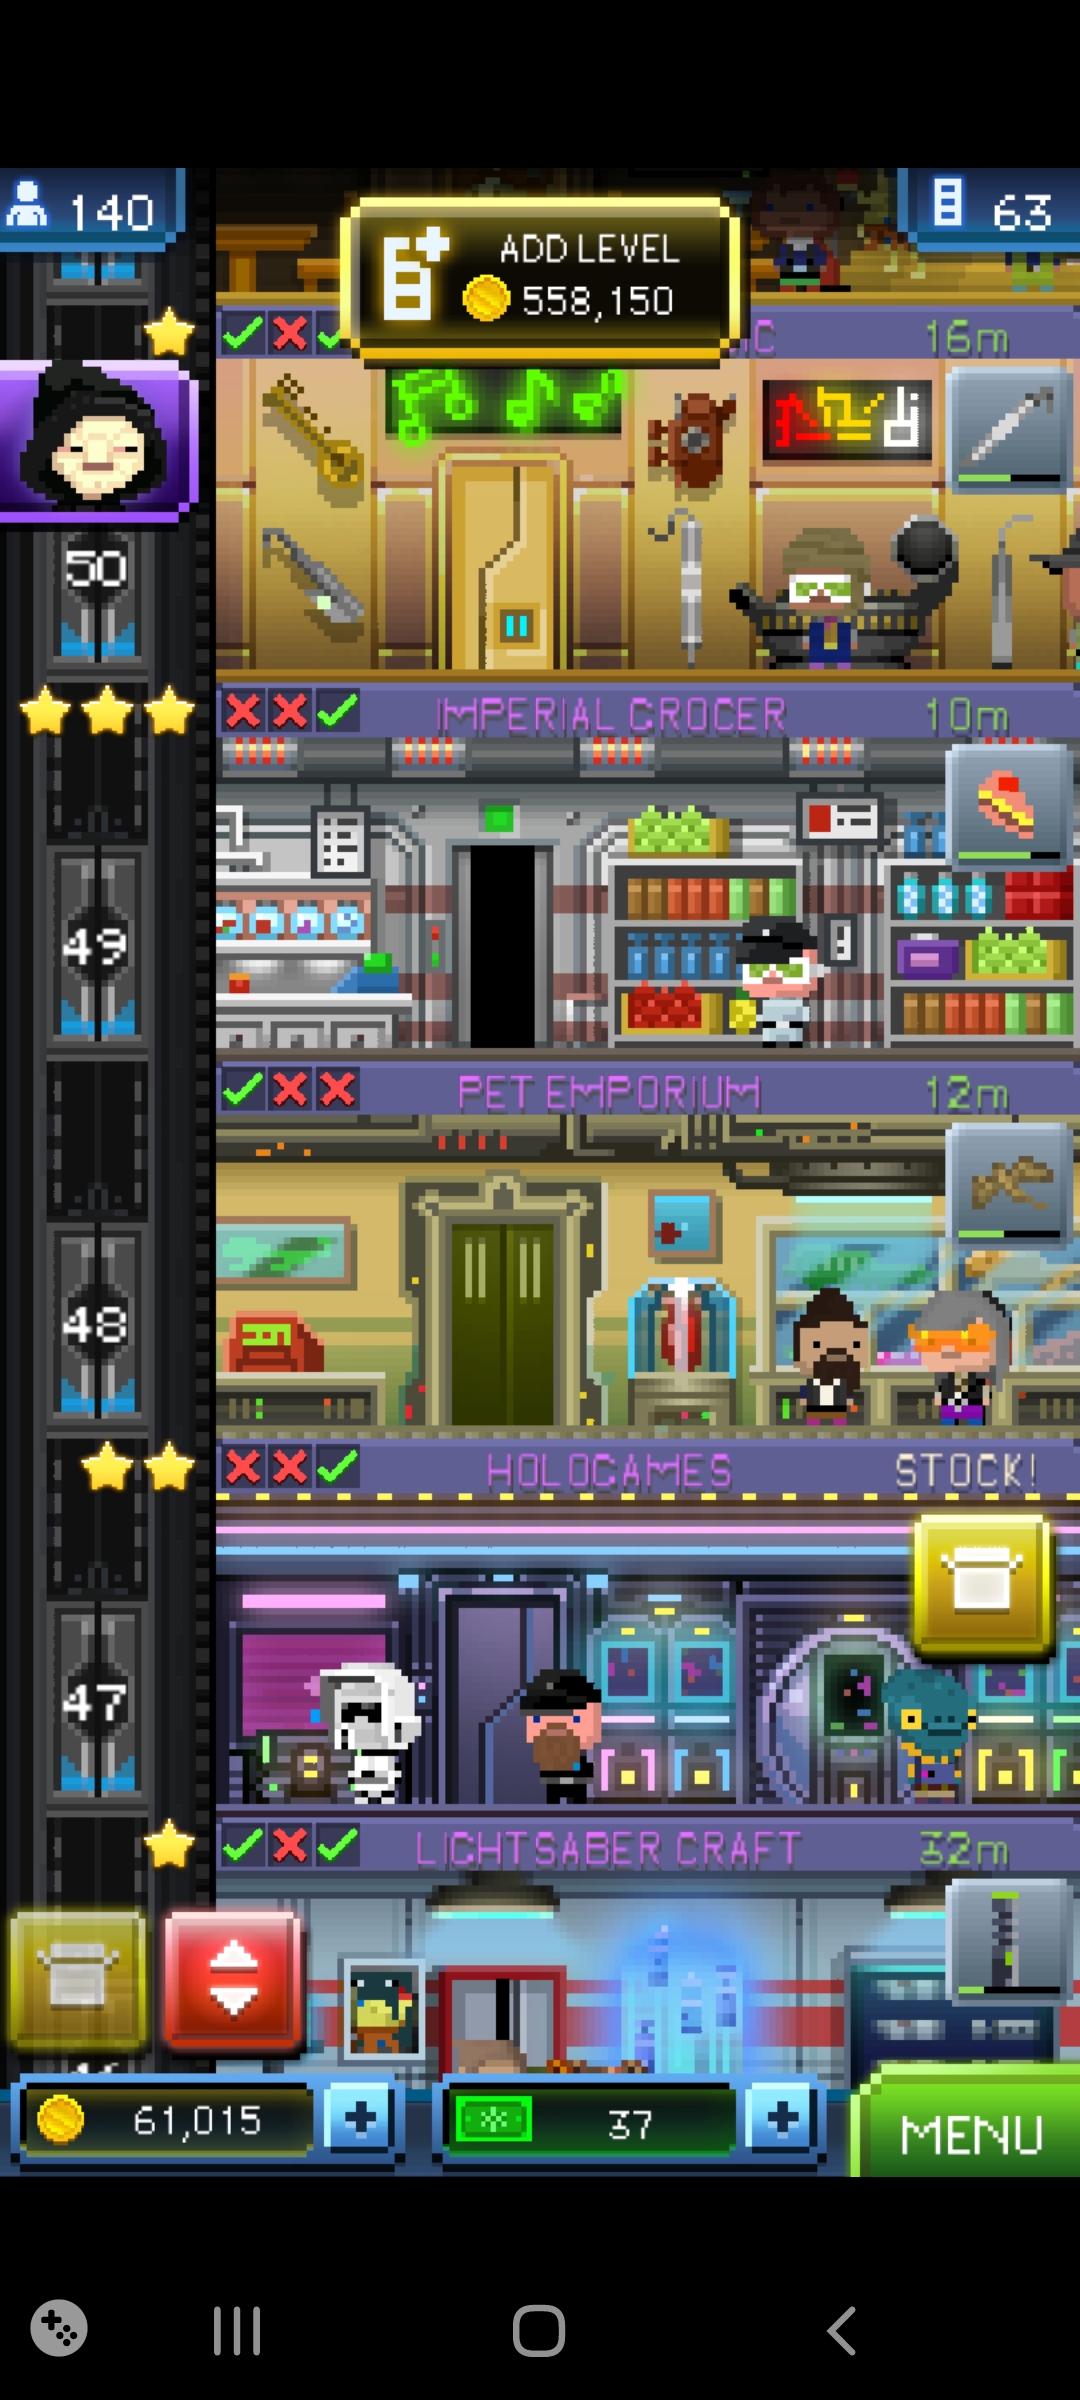 140
63
ADD LEVEL
558,150
16m
50
IMPERIAL GROCER
10m
49
PET EMPORIUM
12m
48
HOLOGAMES
STOCK!
47
LIGHTSABER CRAFT
32m
61,015
37
MENU